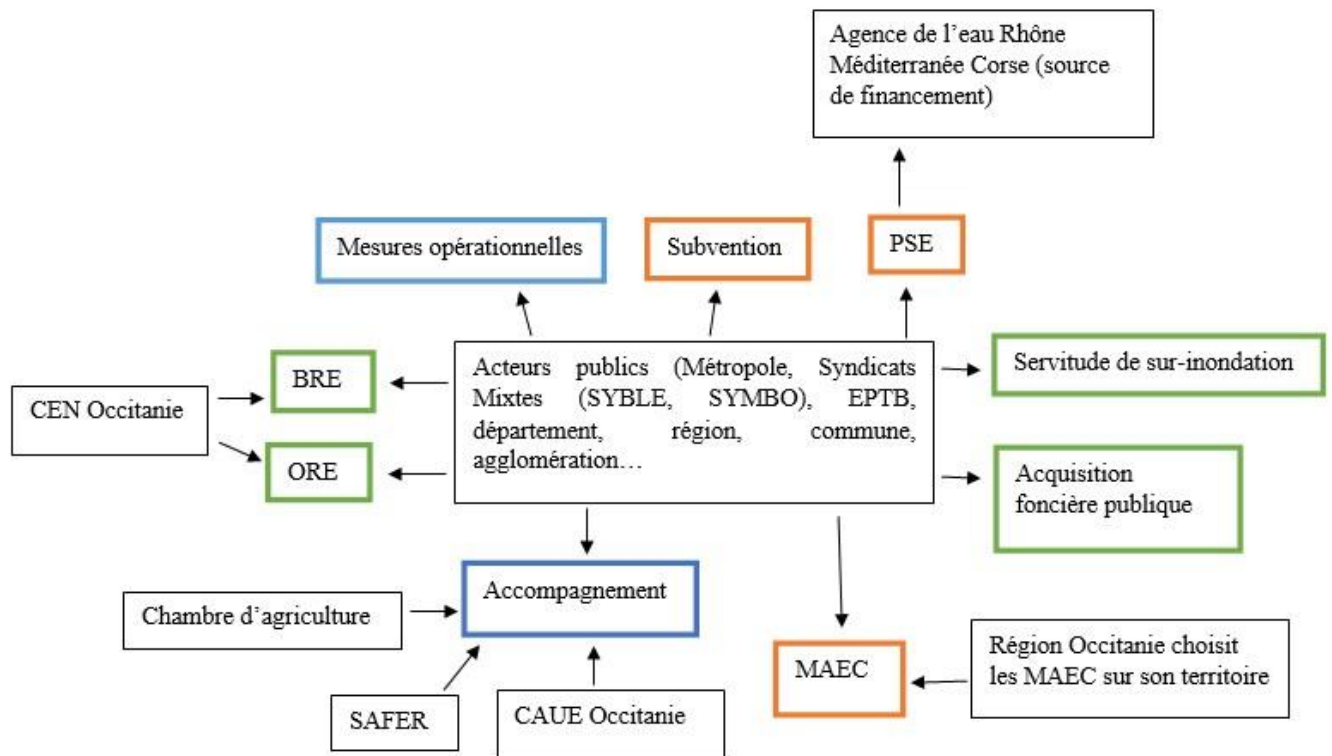 Agence de l’eau Rhône
Méditerranée Corse (source
de financement)
Mesures opérationnelles
Subvention
PSE
BRE
Acteurs publics (Métropole, Syndicats
Mixtes (SYBLE, SYMBO), EPTB,
département, région, commune,
agglomération…
Servitude de sur-inondation
CEN Occitanie
ORE
Acquisition
foncière publique
Accompagnement
Chambre d’agriculture
MAEC
Région Occitanie choisit
les MAEC sur son territoire
SAFER
CAUE Occitanie